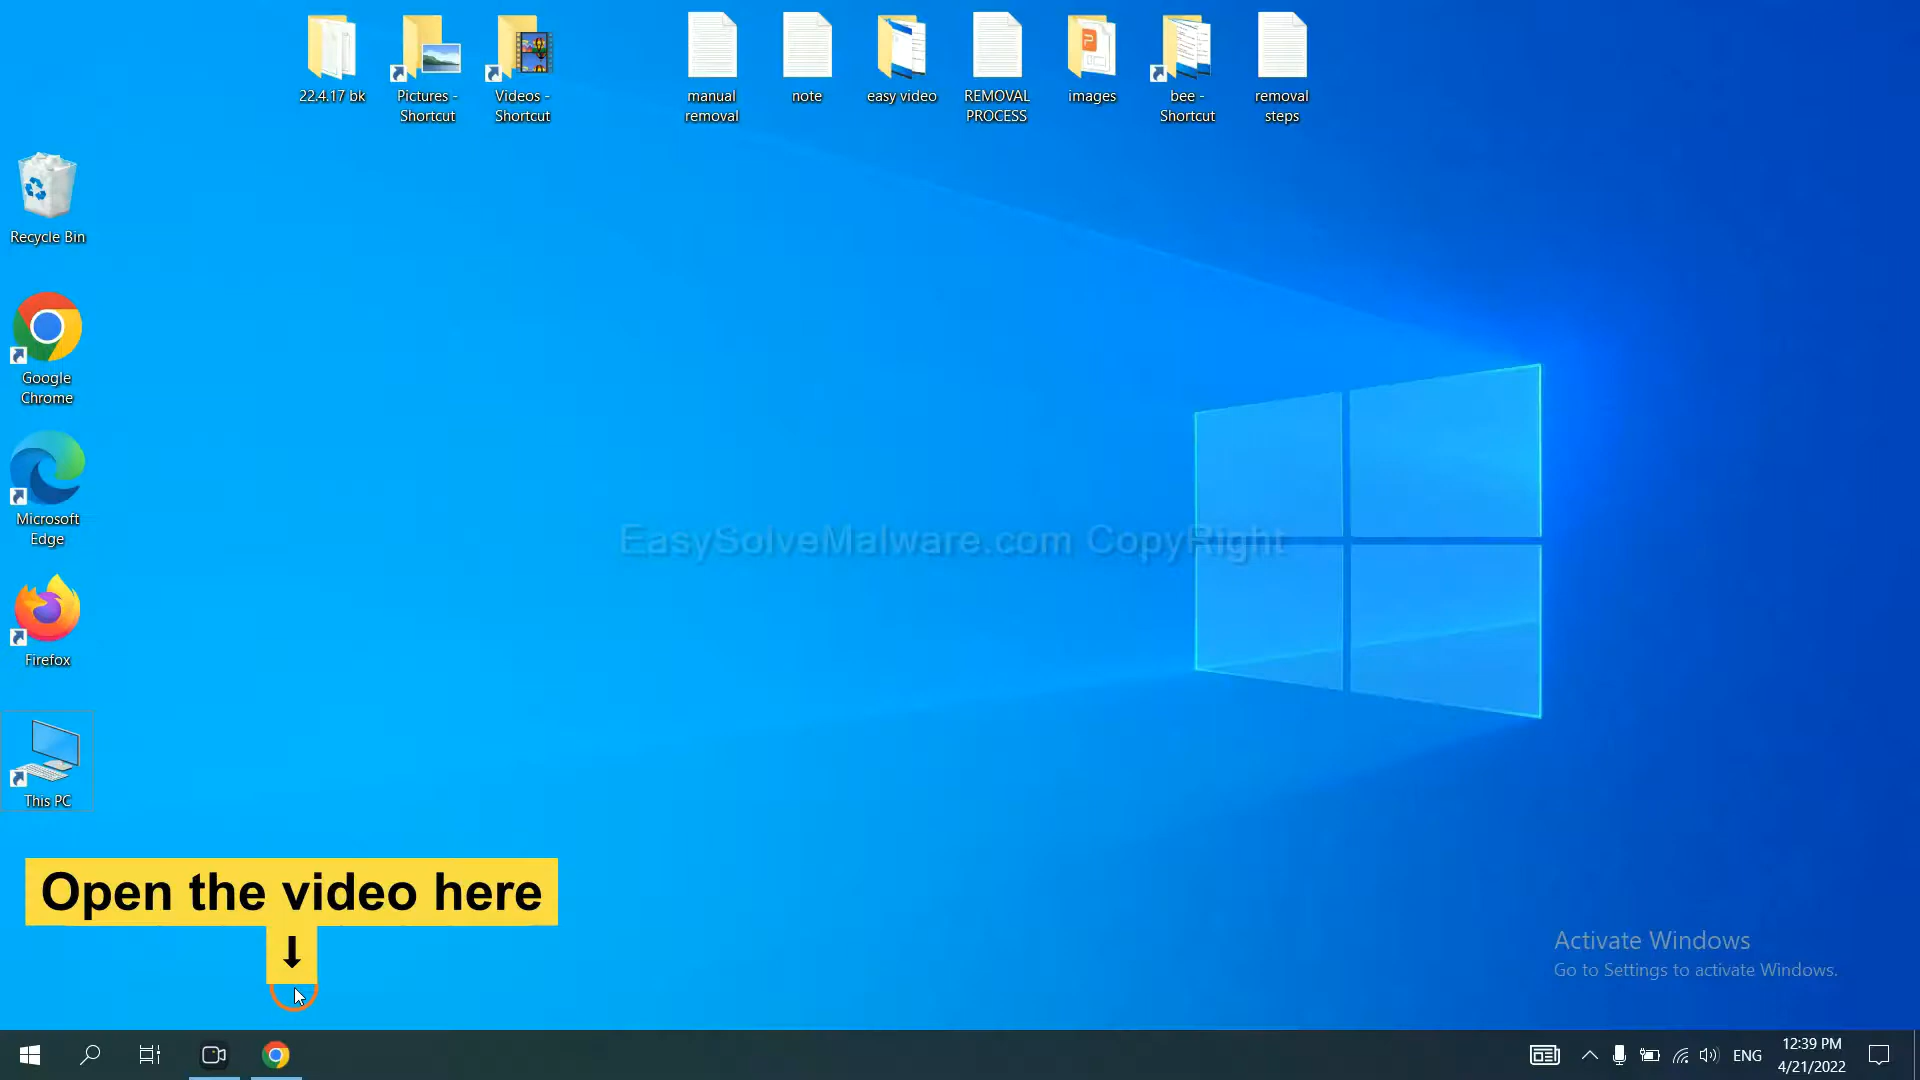 22.4.17 bk
Pictures -
Shortcut
Videos -
Shortcut
manual
removal
note
easy video
REMOVAL
PROCESS
images
bee -
Shortcut
removal
steps
Recycle Bin
Google
Chrome
Microsoft
Edge
Firefox
This PC
EasySolveMalware.com CopyRight
Open the video here
Activate Windows
Go to Settings to activate Windows.
ENG
12:39 PM
4/21/2022